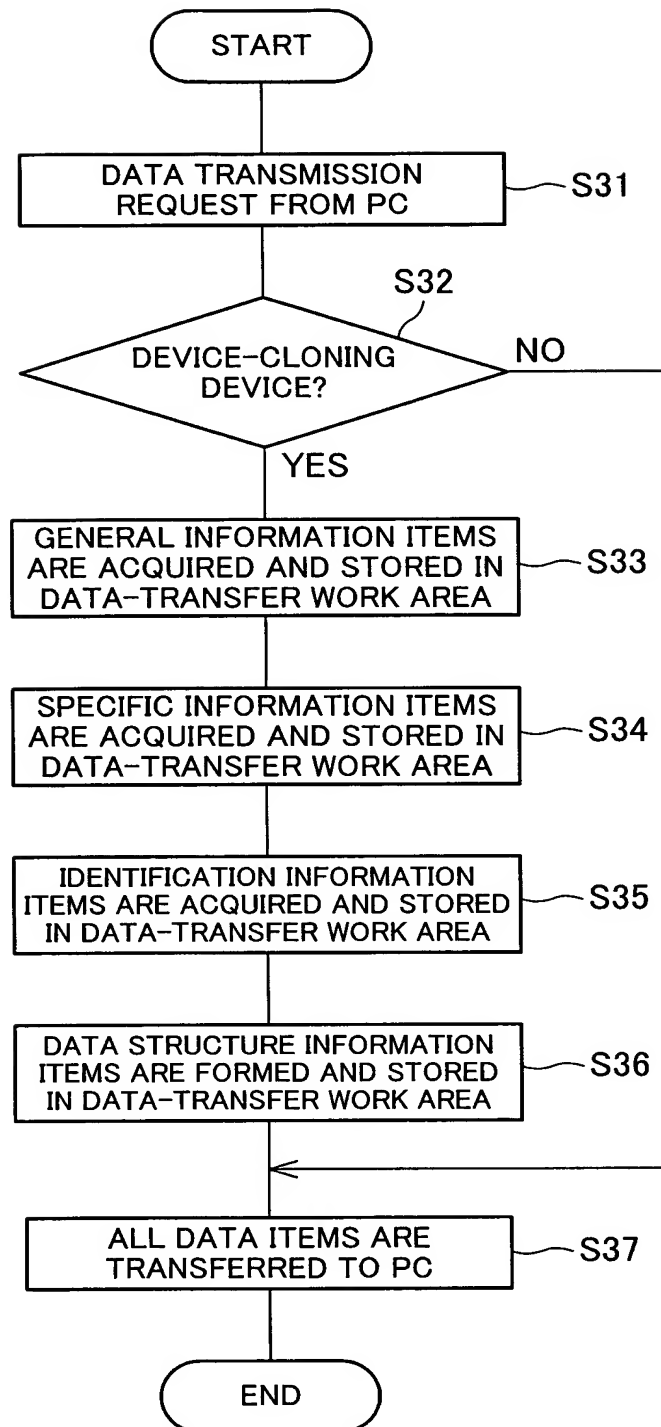 START
DATA TRANSMISSION
REQUEST FROM PC
S31
S32
DEVICE-CLONING
DEVICE?
NO
YES
GENERAL INFORMATION ITEMS
ARE ACQUIRED AND STORED IN
DATA-TRANSFER WORK AREA
S33
SPECIFIC INFORMATION ITEMS
ARE ACQUIRED AND STORED IN
DATA-TRANSFER WORK AREA
S34
IDENTIFICATION INFORMATION
ITEMS ARE ACQUIRED AND STORED
IN DATA-TRANSFER WORK AREA
S35
DATA STRUCTURE INFORMATION
ITEMS ARE FORMED AND STORED
IN DATA-TRANSFER WORK AREA
S36
ALL DATA ITEMS ARE
TRANSFERRED TO PC
S37
END